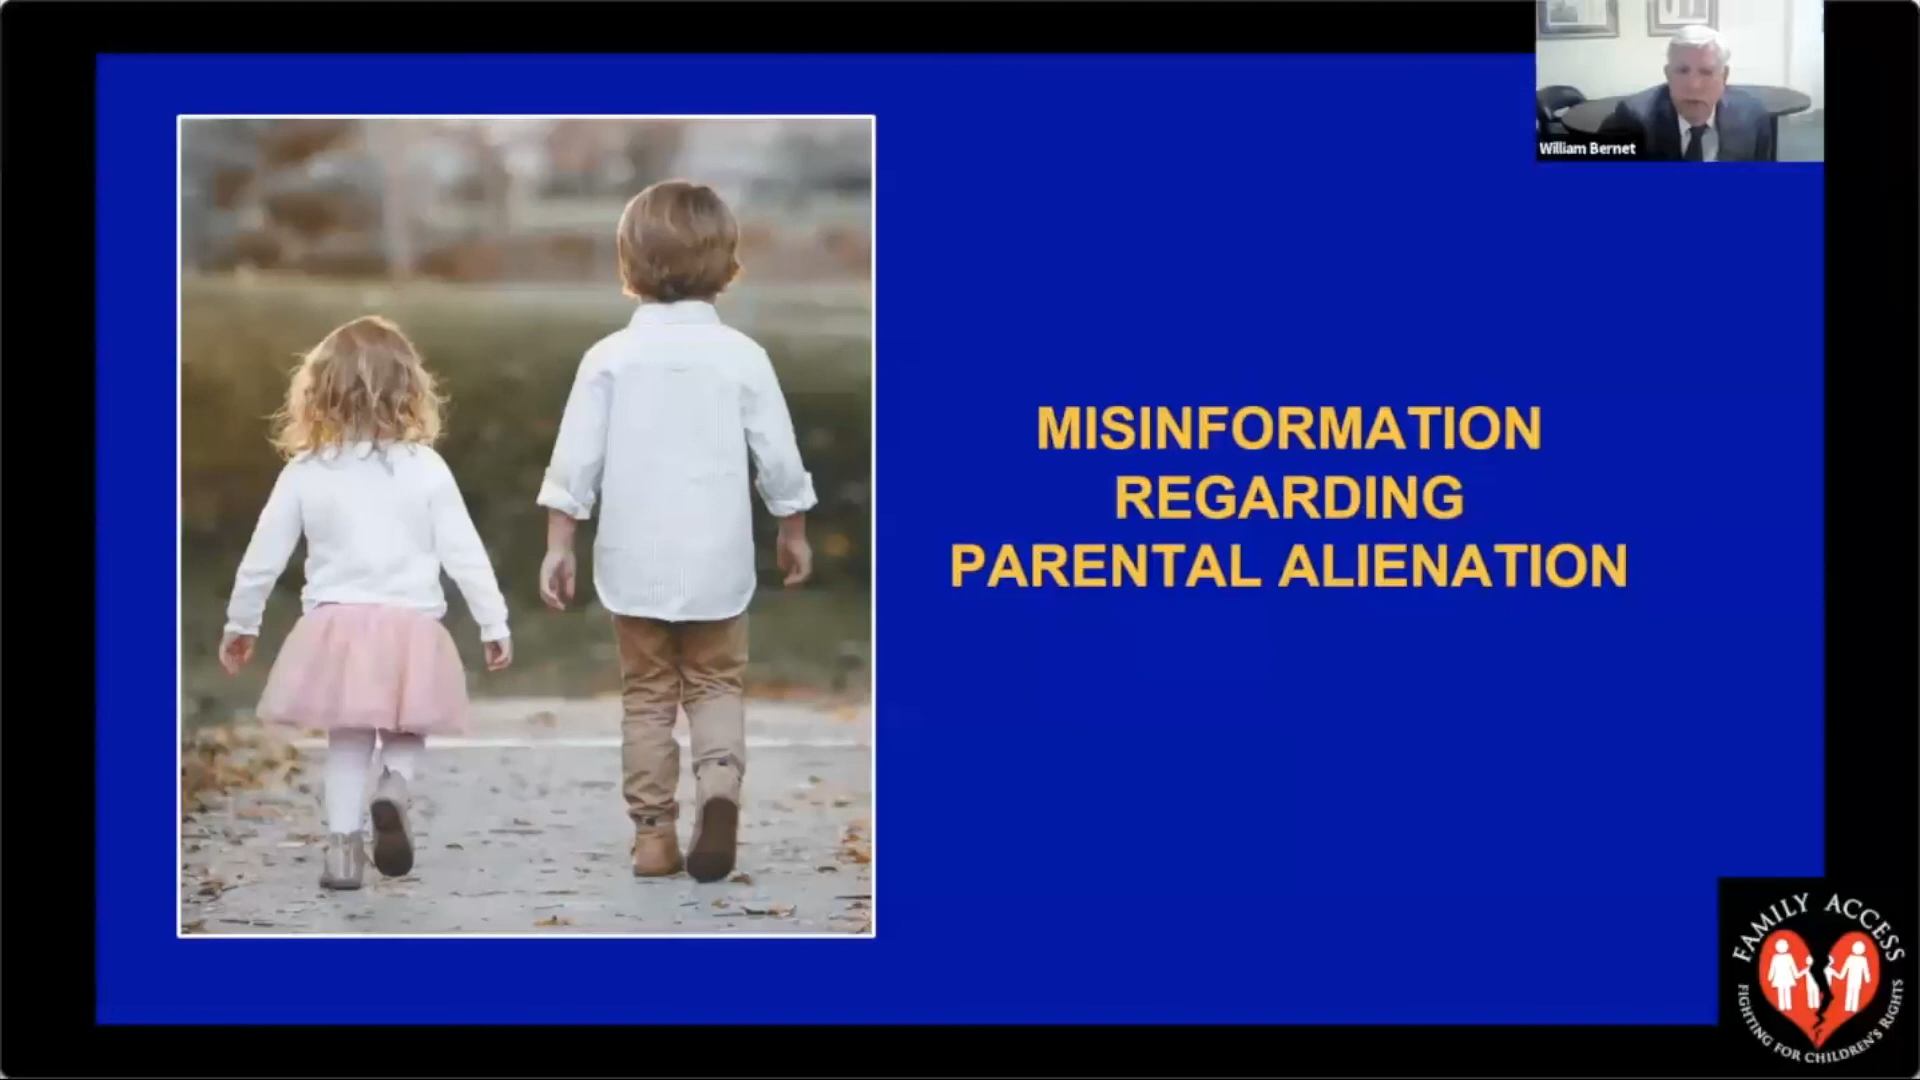 William Bernet
MISINFORMATION
REGARDING
PARENTAL ALIENATION
FAMILY ACCESS
FIGHTING FOR CHILDREN'S RIGHTS